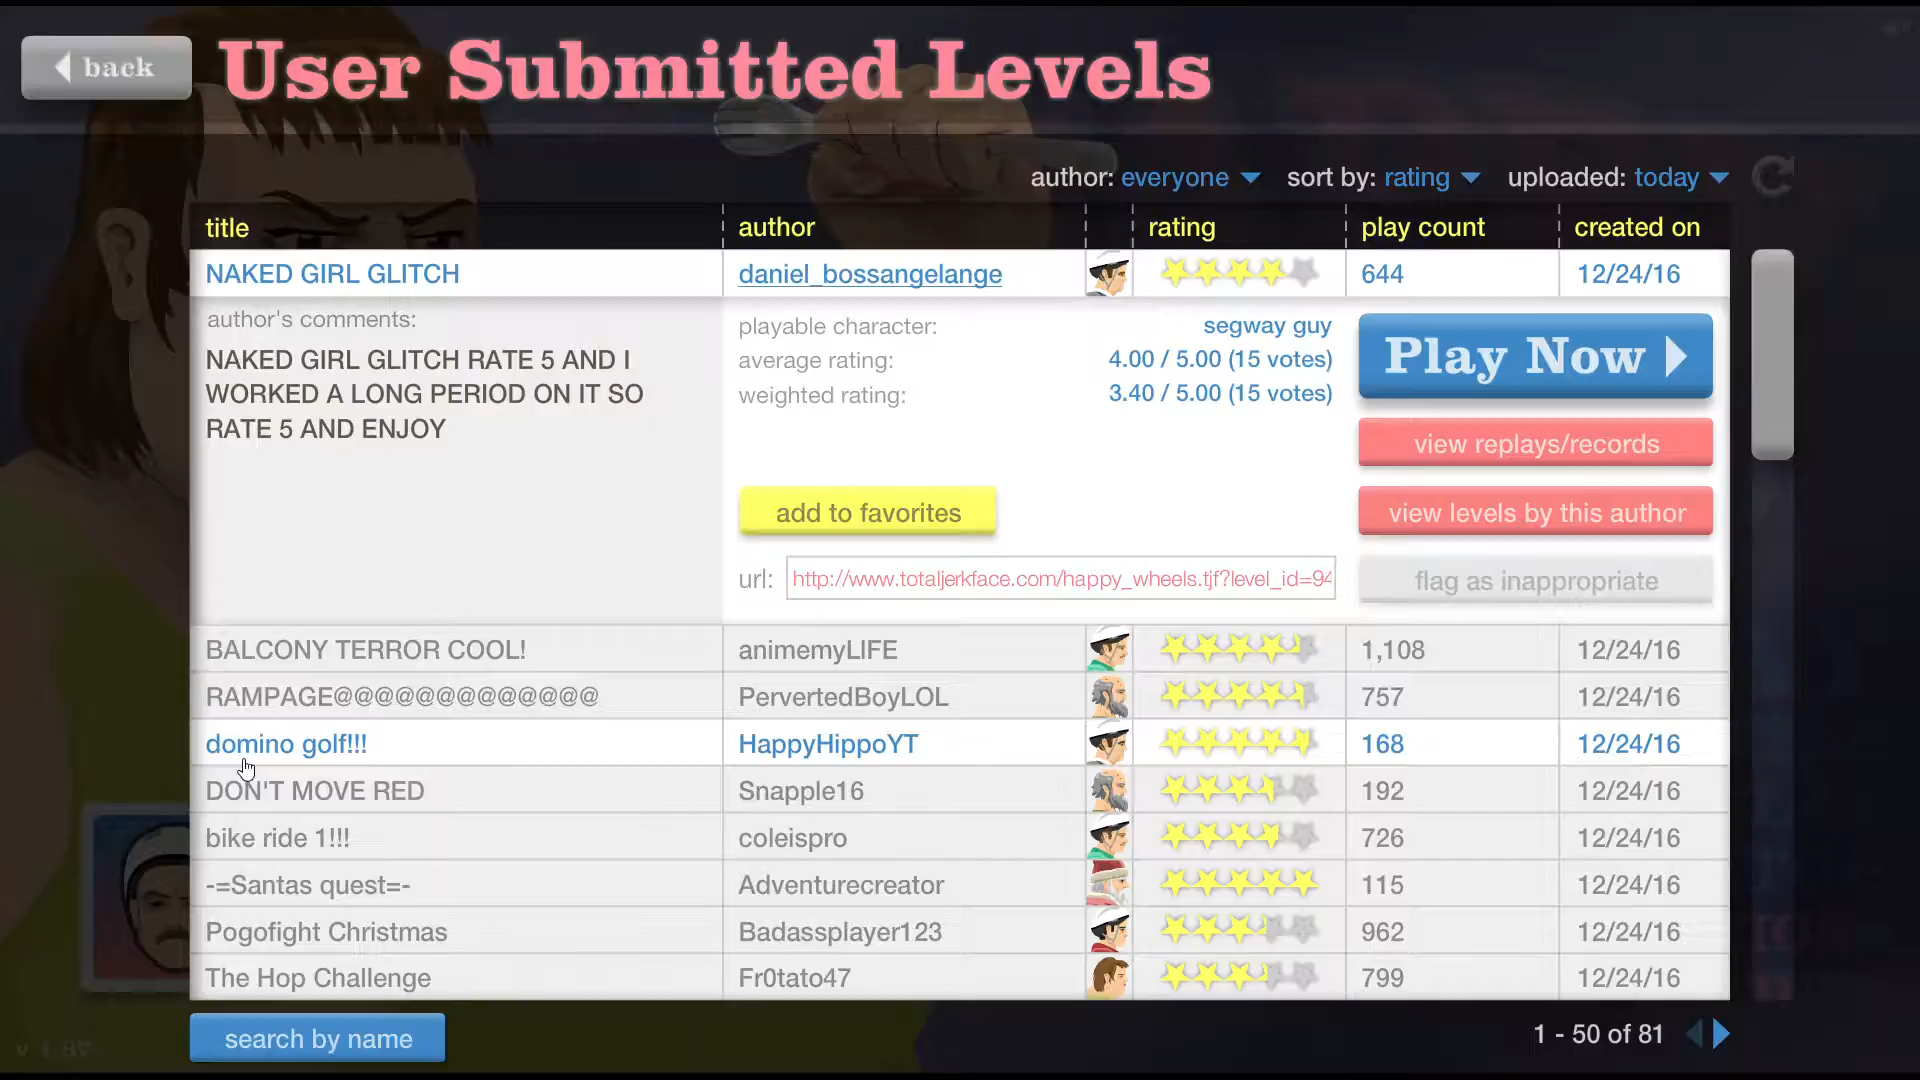 back
User Submitted Levels
author: everyone sort by: rating uploaded: today
title author rating play count created on
NAKED GIRL GLITCH daniel_bossangelange 644 12/24/16
author's comments:
NAKED GIRL GLITCH RATE 5 AND I
WORKED A LONG PERIOD ON IT SO
RATE 5 AND ENJOY
playable character: segway guy
average rating: 4.00 / 5.00 (15 votes)
weighted rating: 3.40 / 5.00 (15 votes)
Play Now
view replays/records
add to favorites
view levels by this author
url: http://www.totaljerkface.com/happy_wheels.tjf?level_id=94
flag as inappropriate
BALCONY TERROR COOL! animemyLIFE 1,108 12/24/16
RAMPAGE@@@@@@@@@@@@@ PervertedBoyLOL 757 12/24/16
domino golf!!! HappyHippoYT 168 12/24/16
DON'T MOVE RED Snapple16 192 12/24/16
bike ride 1!!! coleispro 726 12/24/16
-=Santas quest=- Adventurecreator 115 12/24/16
Pogofight Christmas Badassplayer123 962 12/24/16
The Hop Challenge Fr0tato47 799 12/24/16
search by name
1 - 50 of 81